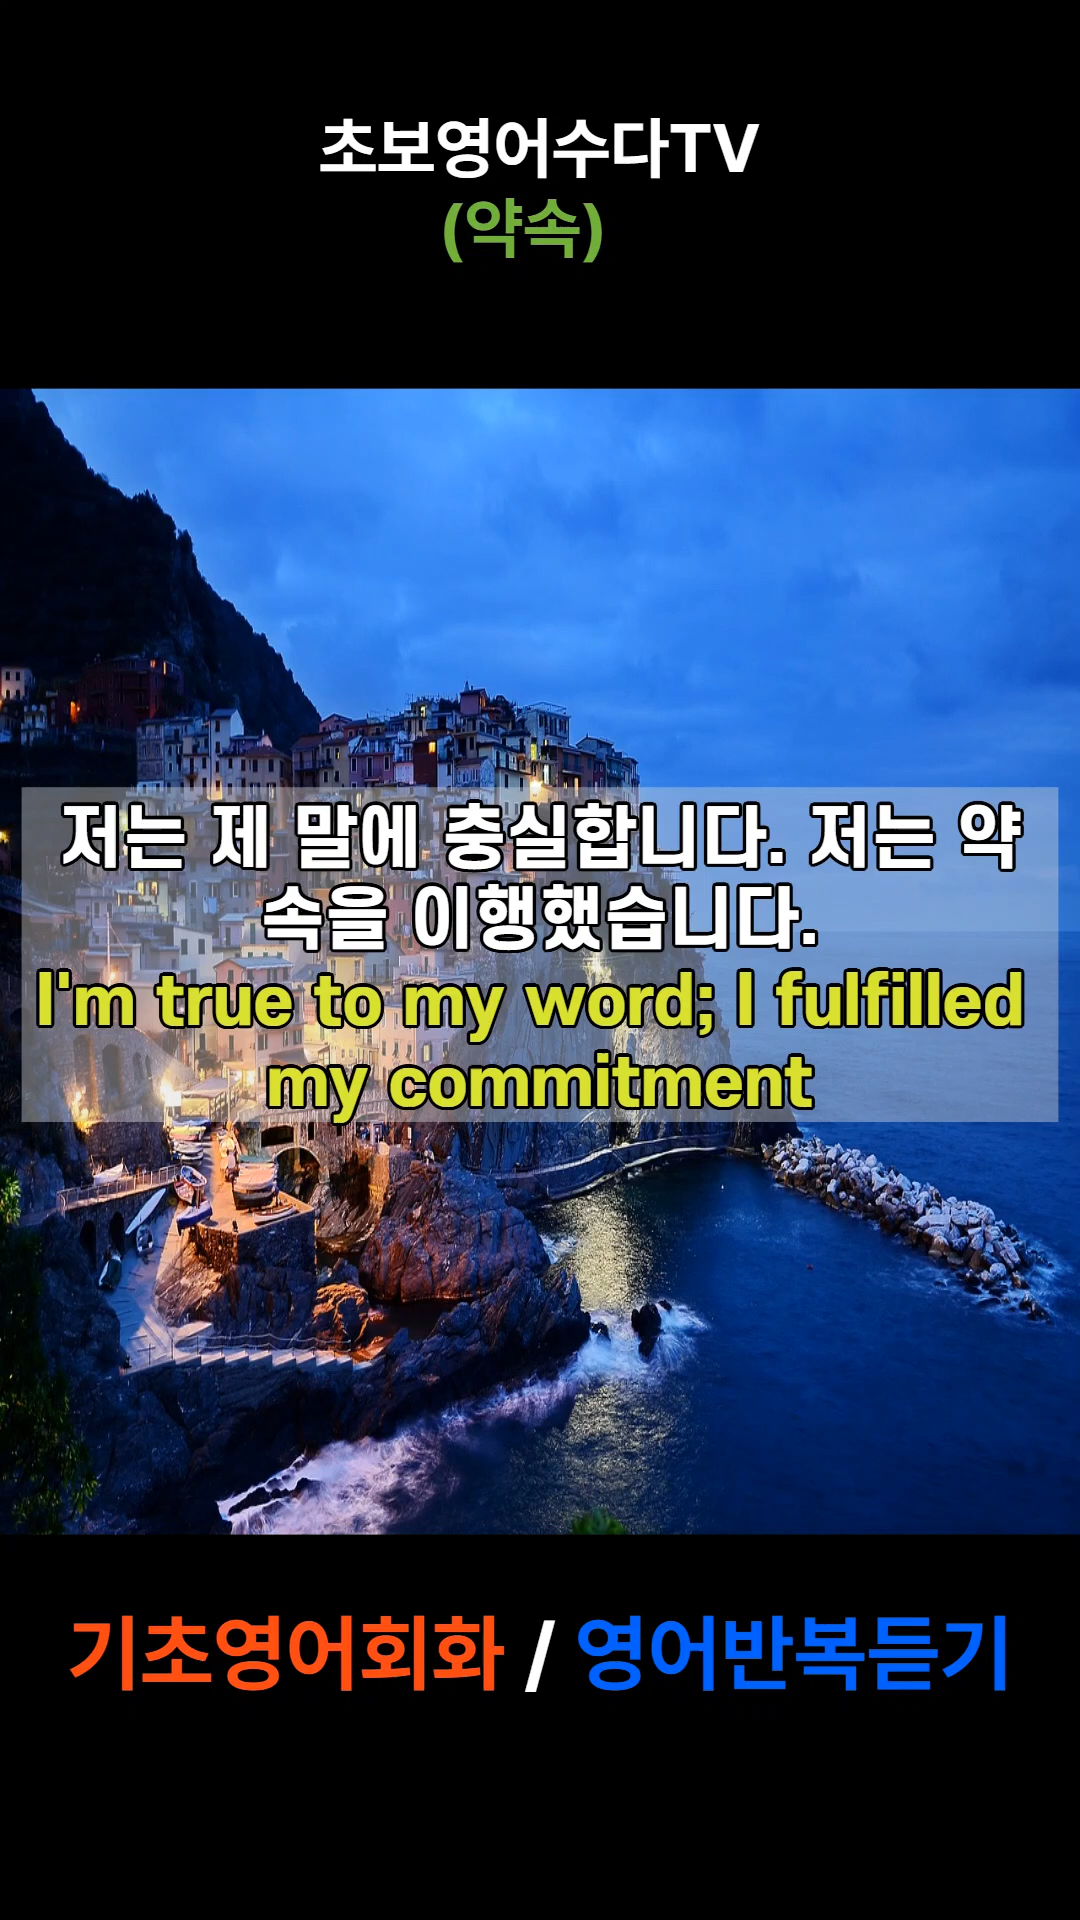 초보영어수다TV
(약속)
저는 제 말에 충실합니다. 저는 약
속을 이행했습니다.
I'm true to my word; I fulfilled
my commitment
기초영어회화 / 영어반복듣기